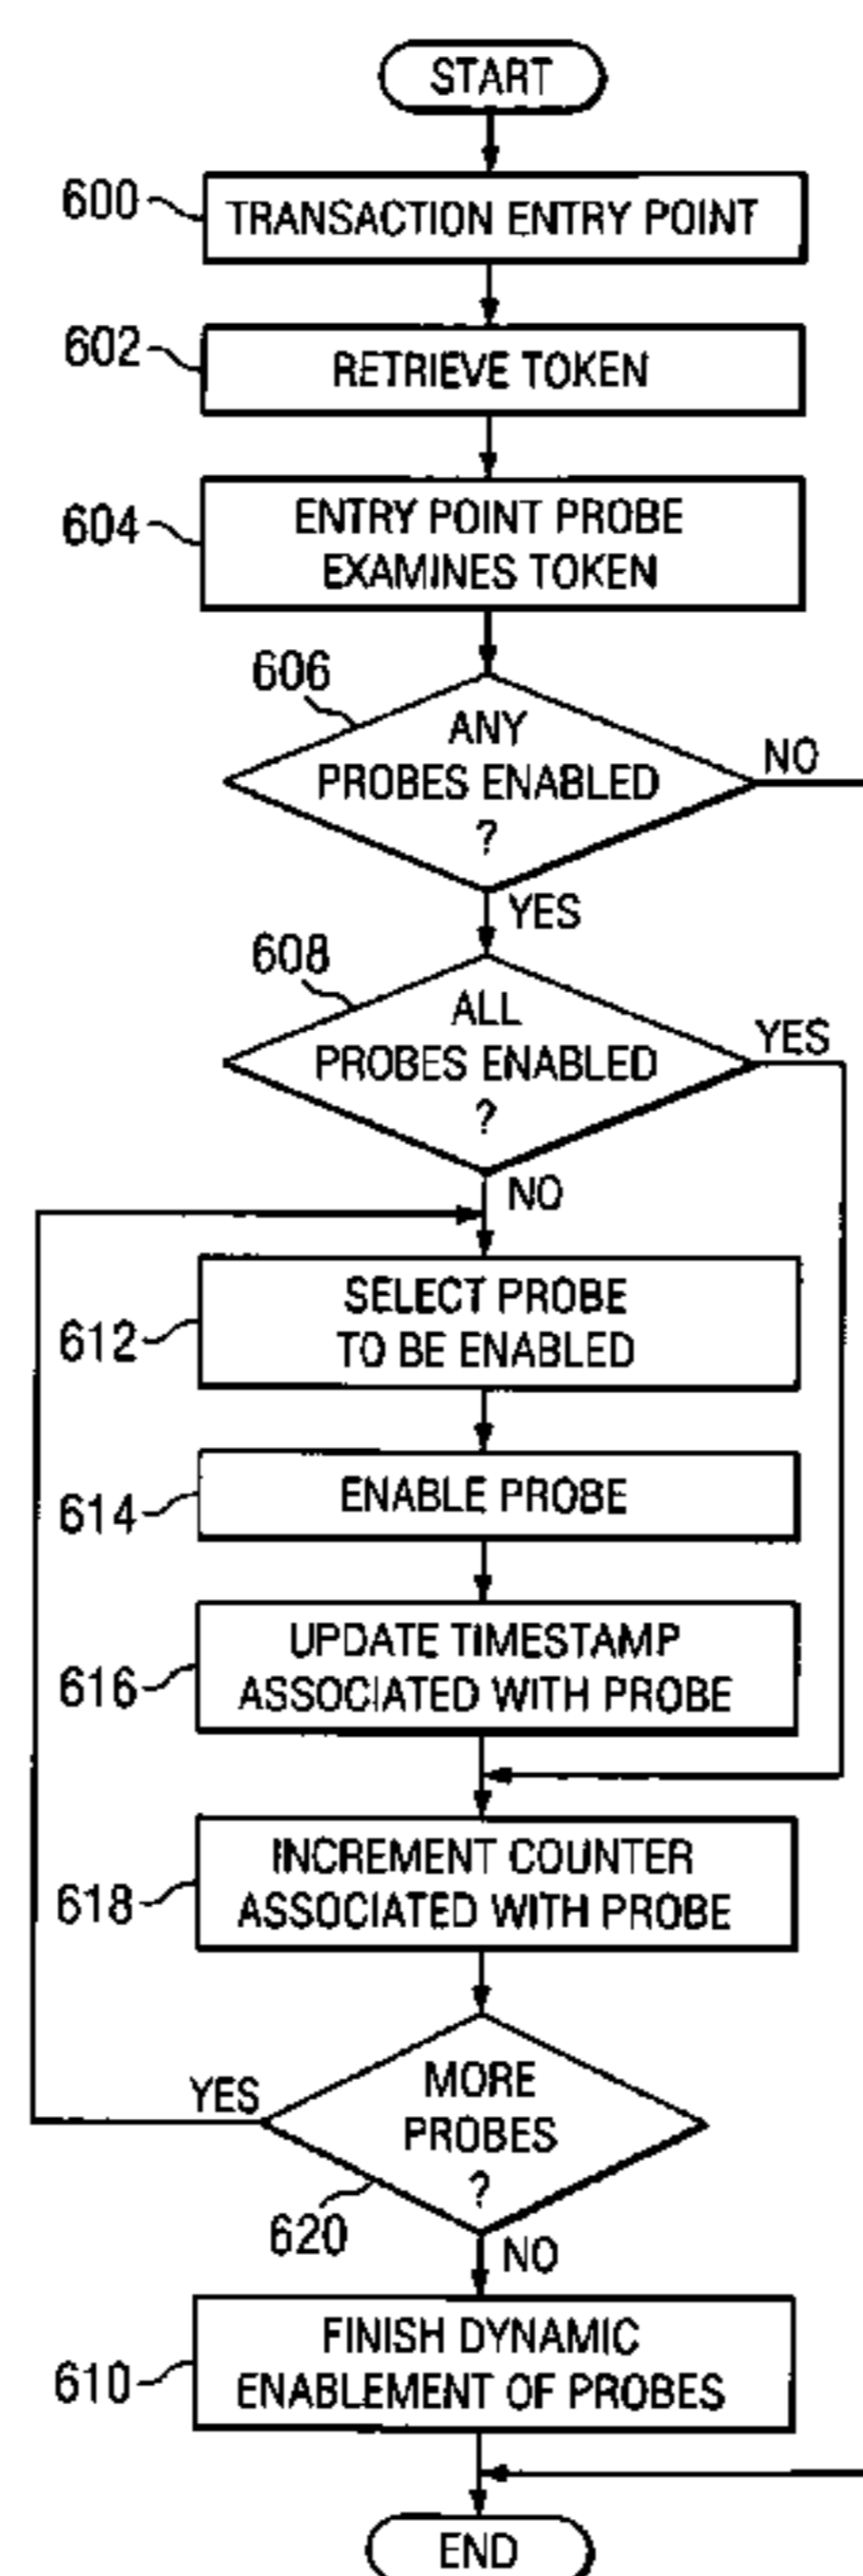 START
600
TRANSACTION ENTRY POINT
602
RETRIEVE TOKEN
604
ENTRY POINT PROBE
EXAMINES TOKEN
606
ANY
PROBES ENABLED
?
NO
YES
608
ALL
PROBES ENABLED
?
YES
NO
612
SELECT PROBE
TO BE ENABLED
614
ENABLE PROBE
616
UPDATE TIMESTAMP
ASSOCIATED WITH PROBE
618
INCREMENT COUNTER
ASSOCIATED WITH PROBE
YES
MORE
PROBES
?
620
NO
610
FINISH DYNAMIC
ENABLEMENT OF PROBES
END